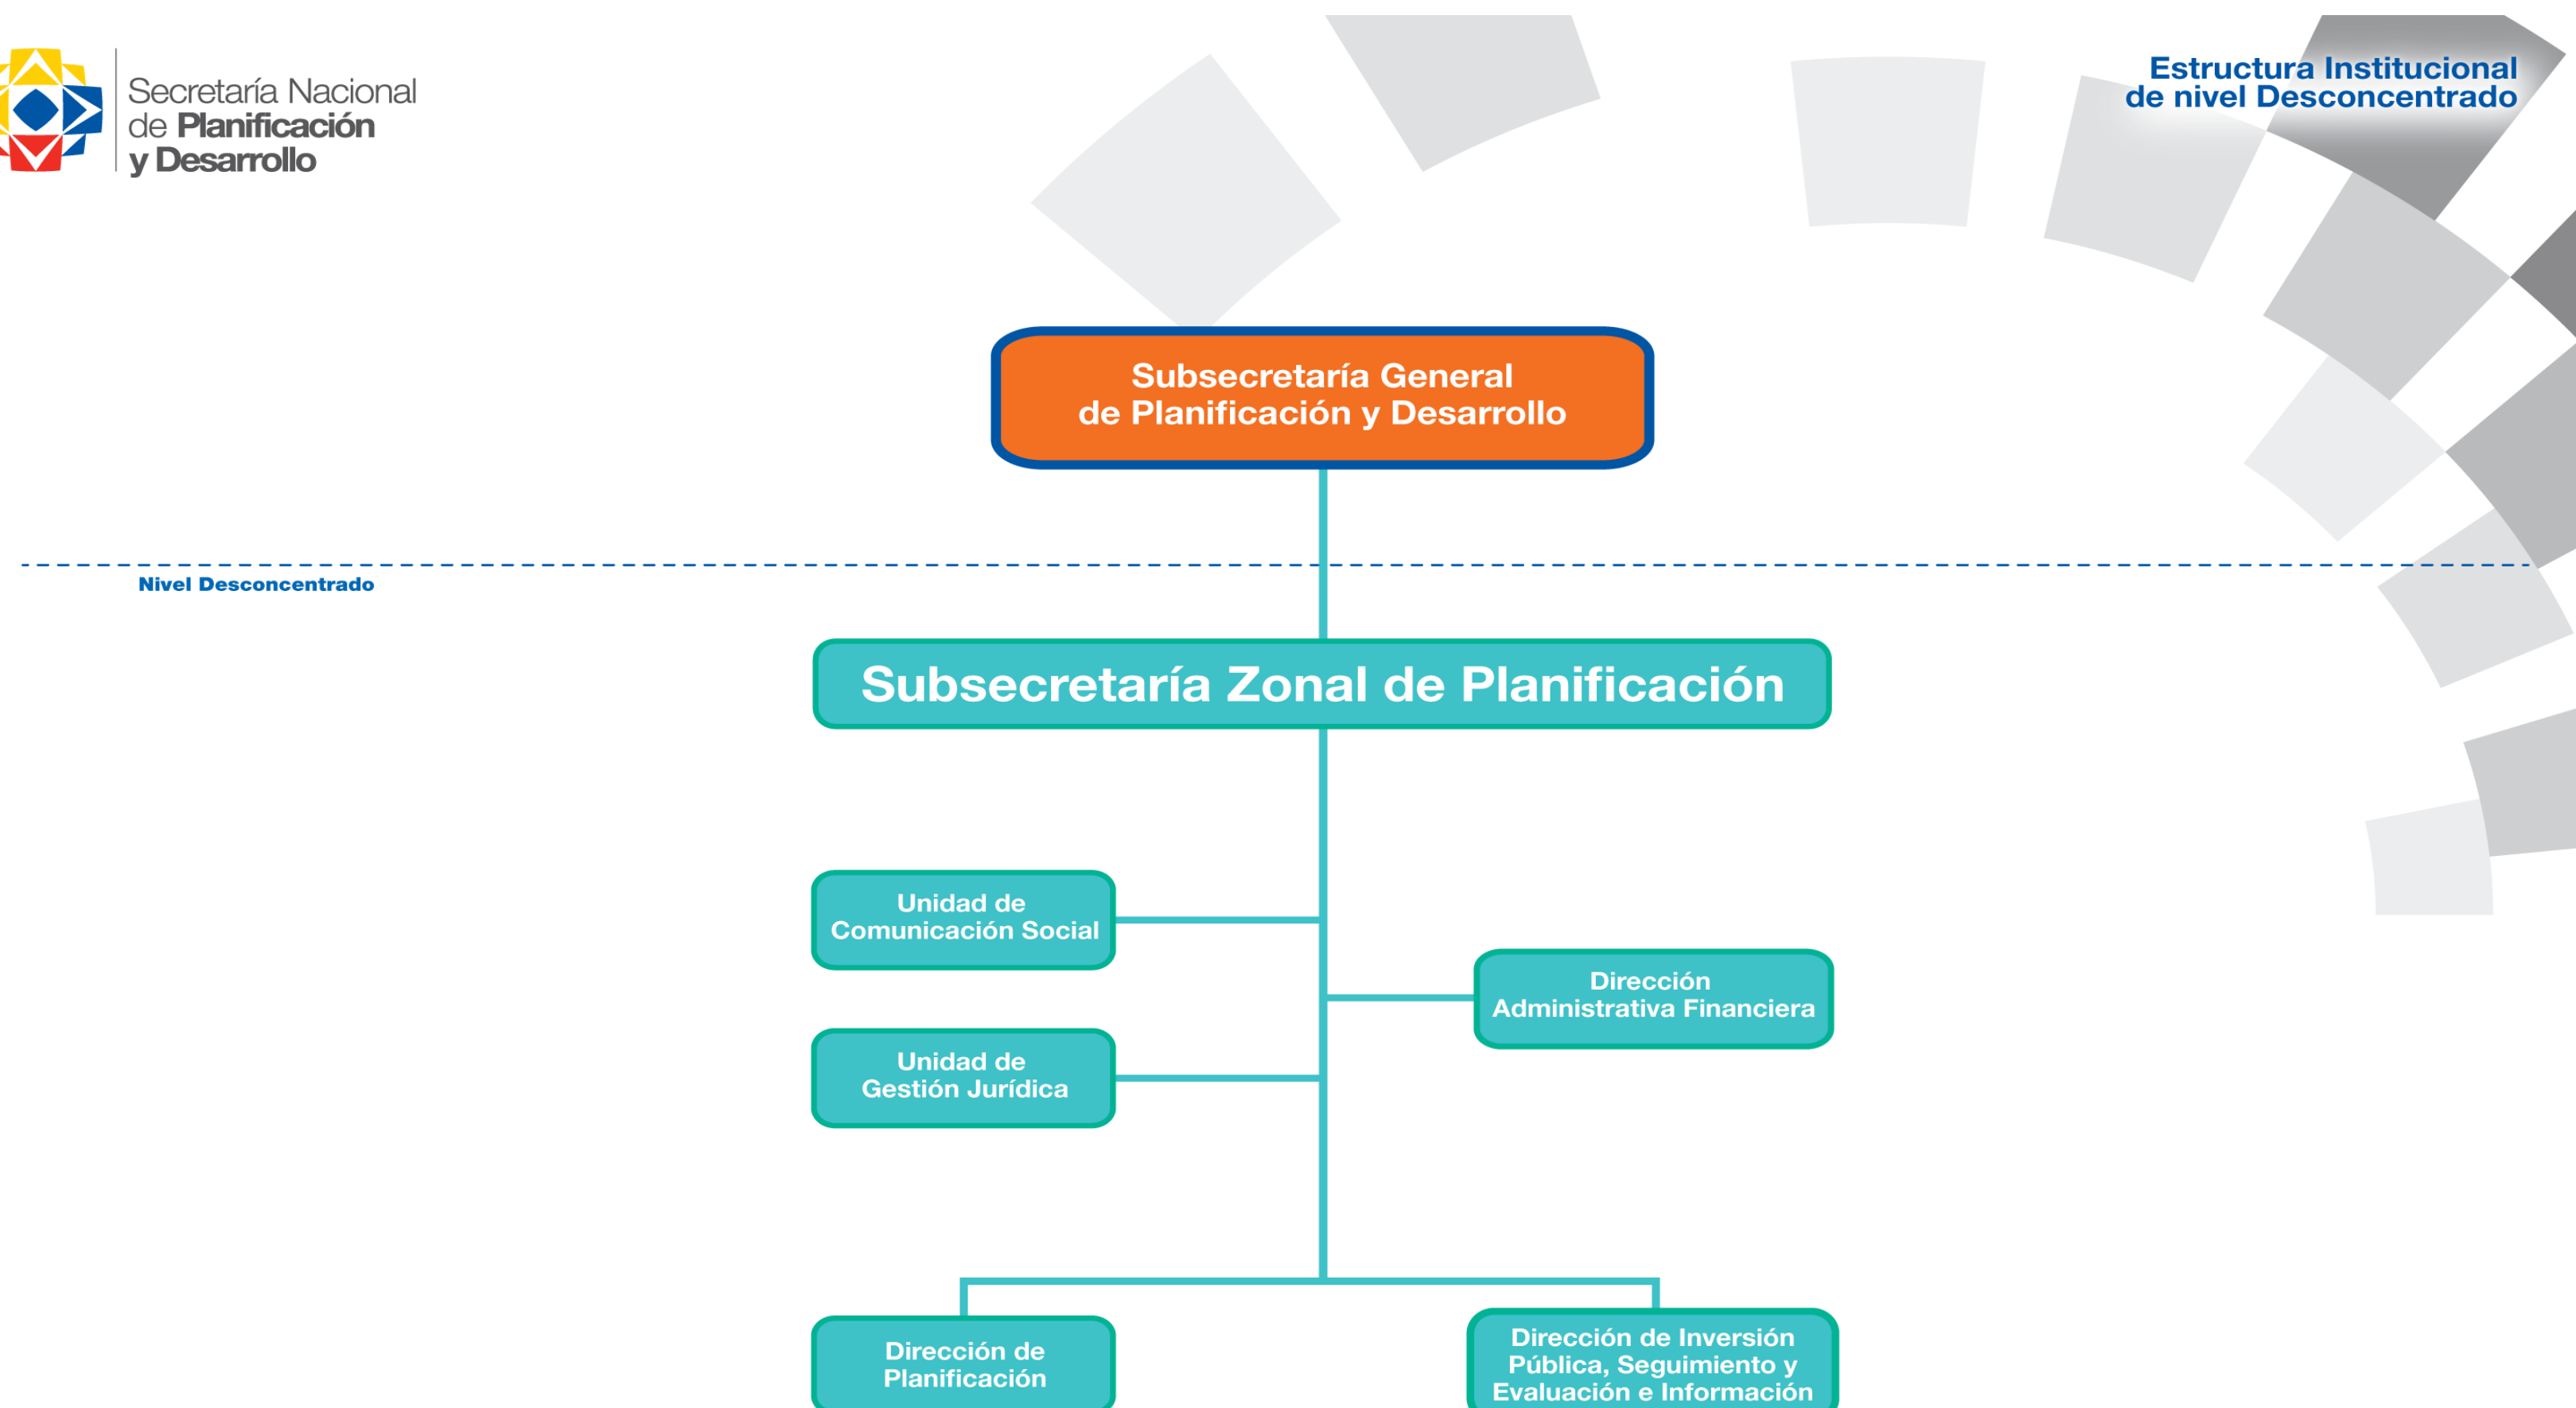 Secretaría Nacional
de Planificación
y Desarrollo
Estructura Institucional
de nivel Desconcentrado
Subsecretaría General
de Planificación y Desarrollo
Nivel Desconcentrado
Subsecretaría Zonal de Planificación
Unidad de
Comunicación Social
Dirección
Administrativa Financiera
Unidad de
Gestión Jurídica
Dirección de
Planificación
Dirección de Inversión
Pública, Seguimiento y
Evaluación e Información